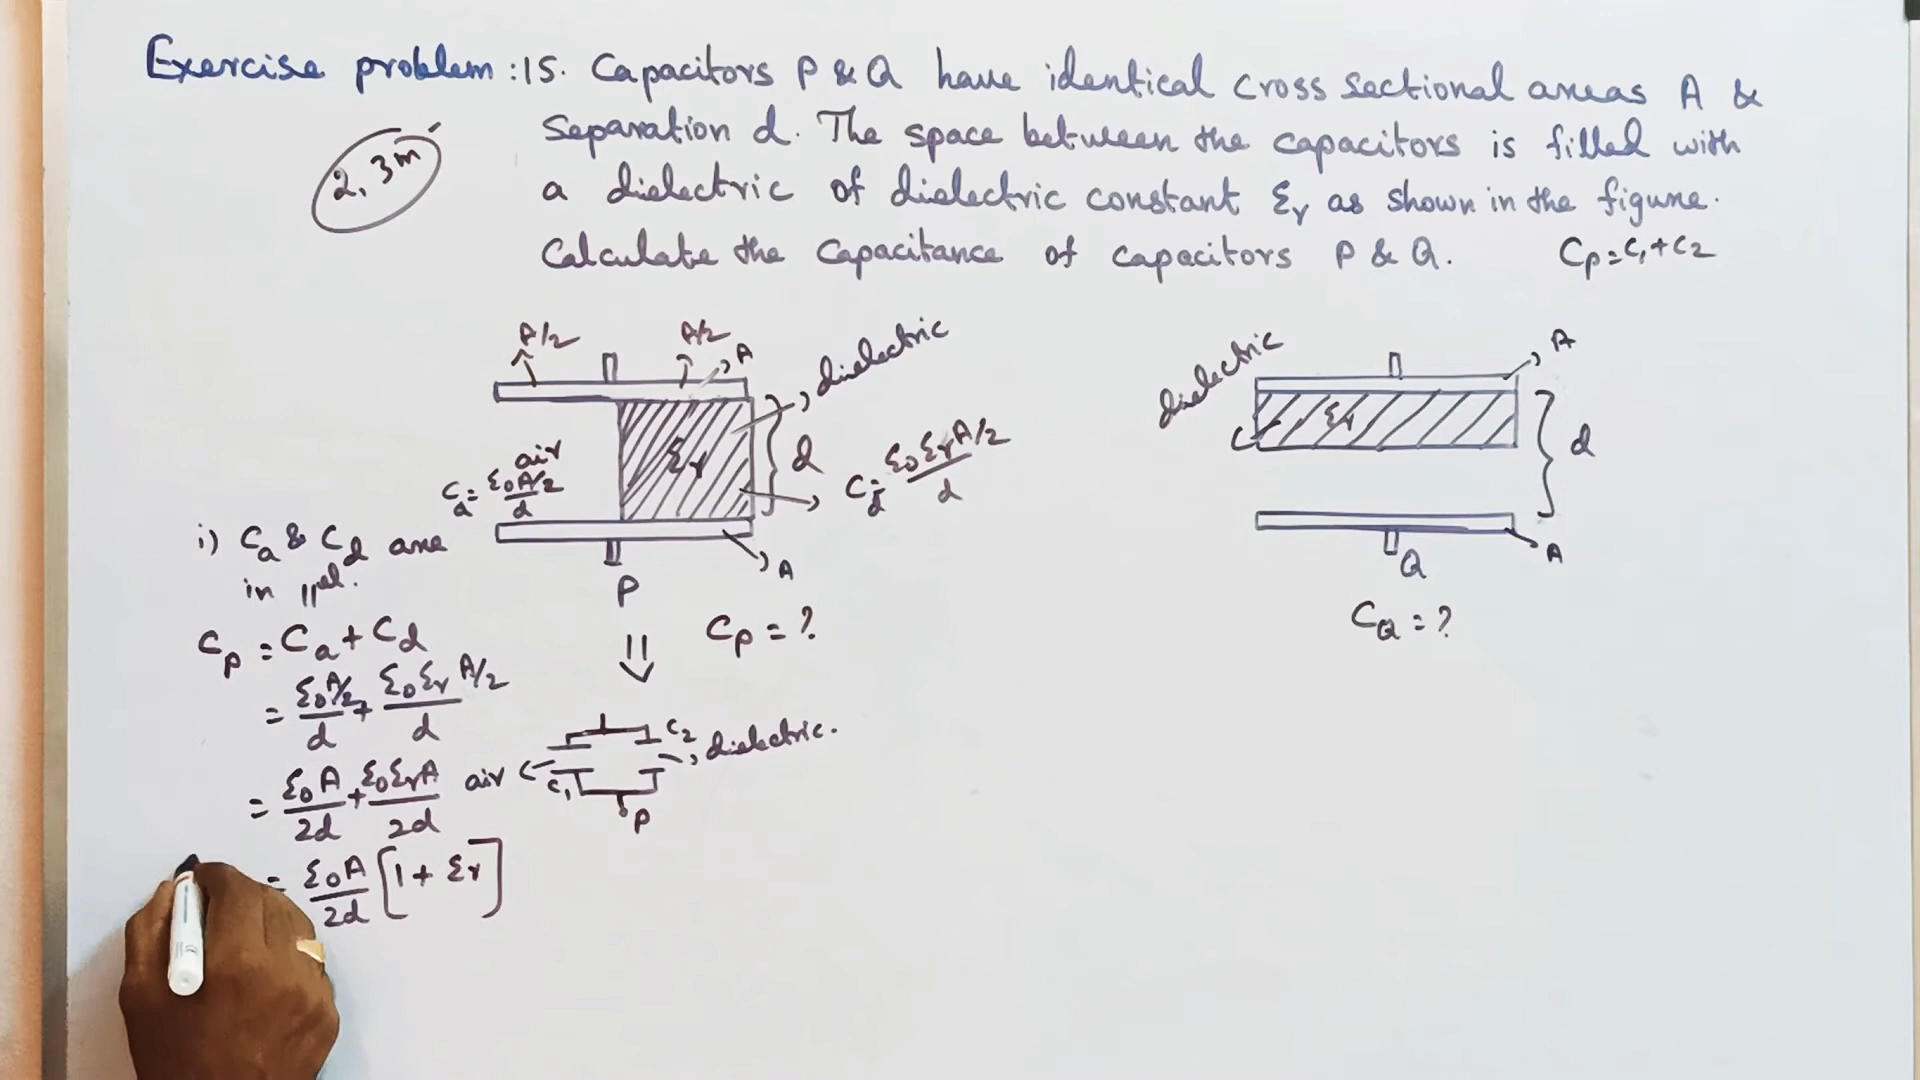 Exercise problem : 15. Capacitors P & Q have identical cross sectional areas A &
Separation d. The space between the capacitors is filled with
a dielectric of dielectric constant εr as shown in the figure.
Calculate the capacitance of capacitors P & Q.
Cp = C1 + C2
2, 3m
A/2
A/2
A
dielectric
air
Ca = ε0 A/2 / d
εr
d
Cd = ε0 εr A/2 / d
A
P
Cp = ?
dielectric
A
εr
d
A
Q
CQ = ?
i) Ca & Cd are
in ||el.
Cp = Ca + Cd
= ε0 A/2 / d + ε0 εr A/2 / d
= ε0 A / 2d + ε0 εr A / 2d
= ε0 A / 2d [1 + εr]
C2
dielectric.
air
C1
P